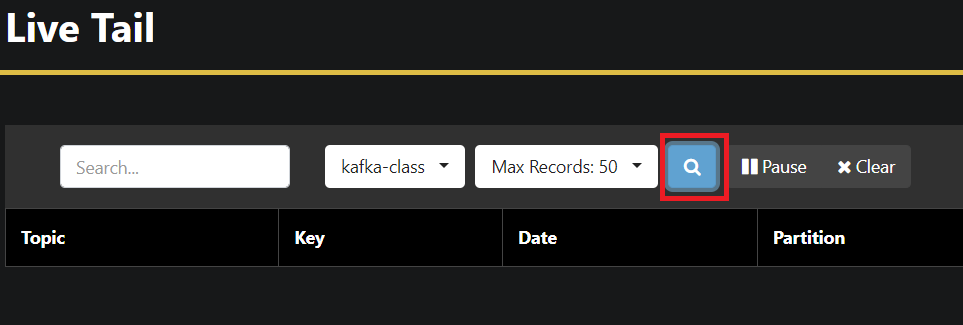 Live Tail
Search... kafka-class Max Records: 50 Pause Clear
Topic Key Date Partition